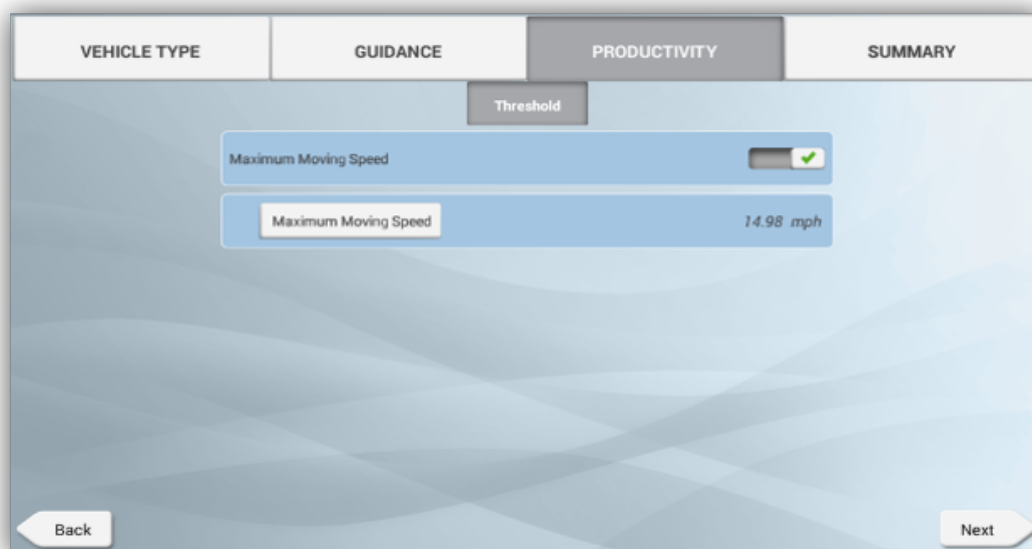 VEHICLE TYPE GUIDANCE PRODUCTIVITY SUMMARY
Threshold
Maximum Moving Speed
Maximum Moving Speed 14.98 mph
Back Next